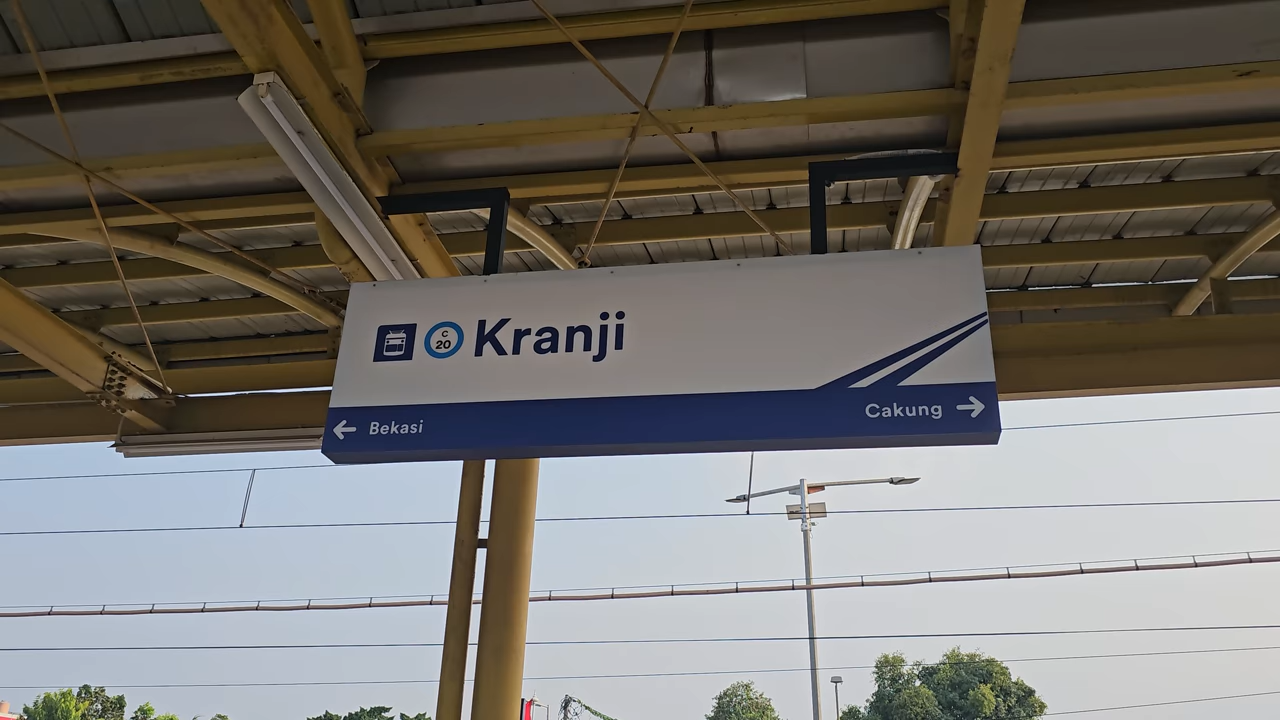 C
20
Kranji
← Bekasi
Cakung →